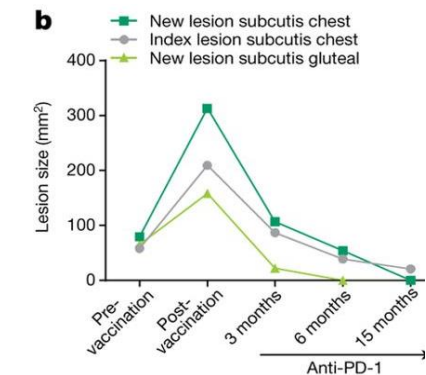 b
New lesion subcutis chest
Index lesion subcutis chest
New lesion subcutis gluteal
Lesion size (mm²)
400
300
200
100
0
Pre-
vaccination
Post-
vaccination
3 months
6 months
15 months
Anti-PD-1